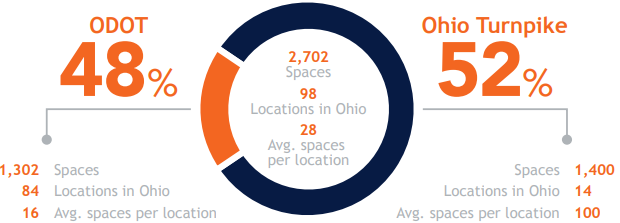 ODOT
48%
1,302 Spaces
84 Locations in Ohio
16 Avg. spaces per location
2,702
Spaces
98
Locations in Ohio
28
Avg. spaces
per location
Ohio Turnpike
52%
Spaces 1,400
Locations in Ohio 14
Avg. spaces per location 100